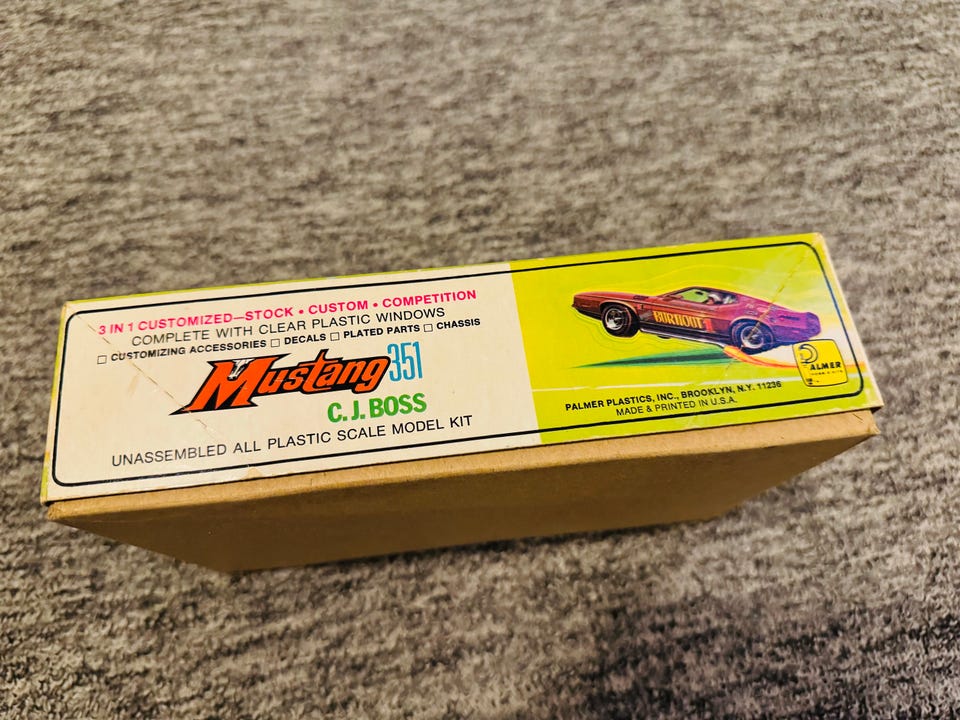 3 IN 1 CUSTOMIZED—STOCK • CUSTOM • COMPETITION
COMPLETE WITH CLEAR PLASTIC WINDOWS
□ CUSTOMIZING ACCESSORIES □ DECALS □ PLATED PARTS □ CHASSIS
Mustang 351
C.J. BOSS
UNASSEMBLED ALL PLASTIC SCALE MODEL KIT
BURNOUT
PALMER
PALMER PLASTICS, INC., BROOKLYN, N.Y. 11236
MADE & PRINTED IN U.S.A.